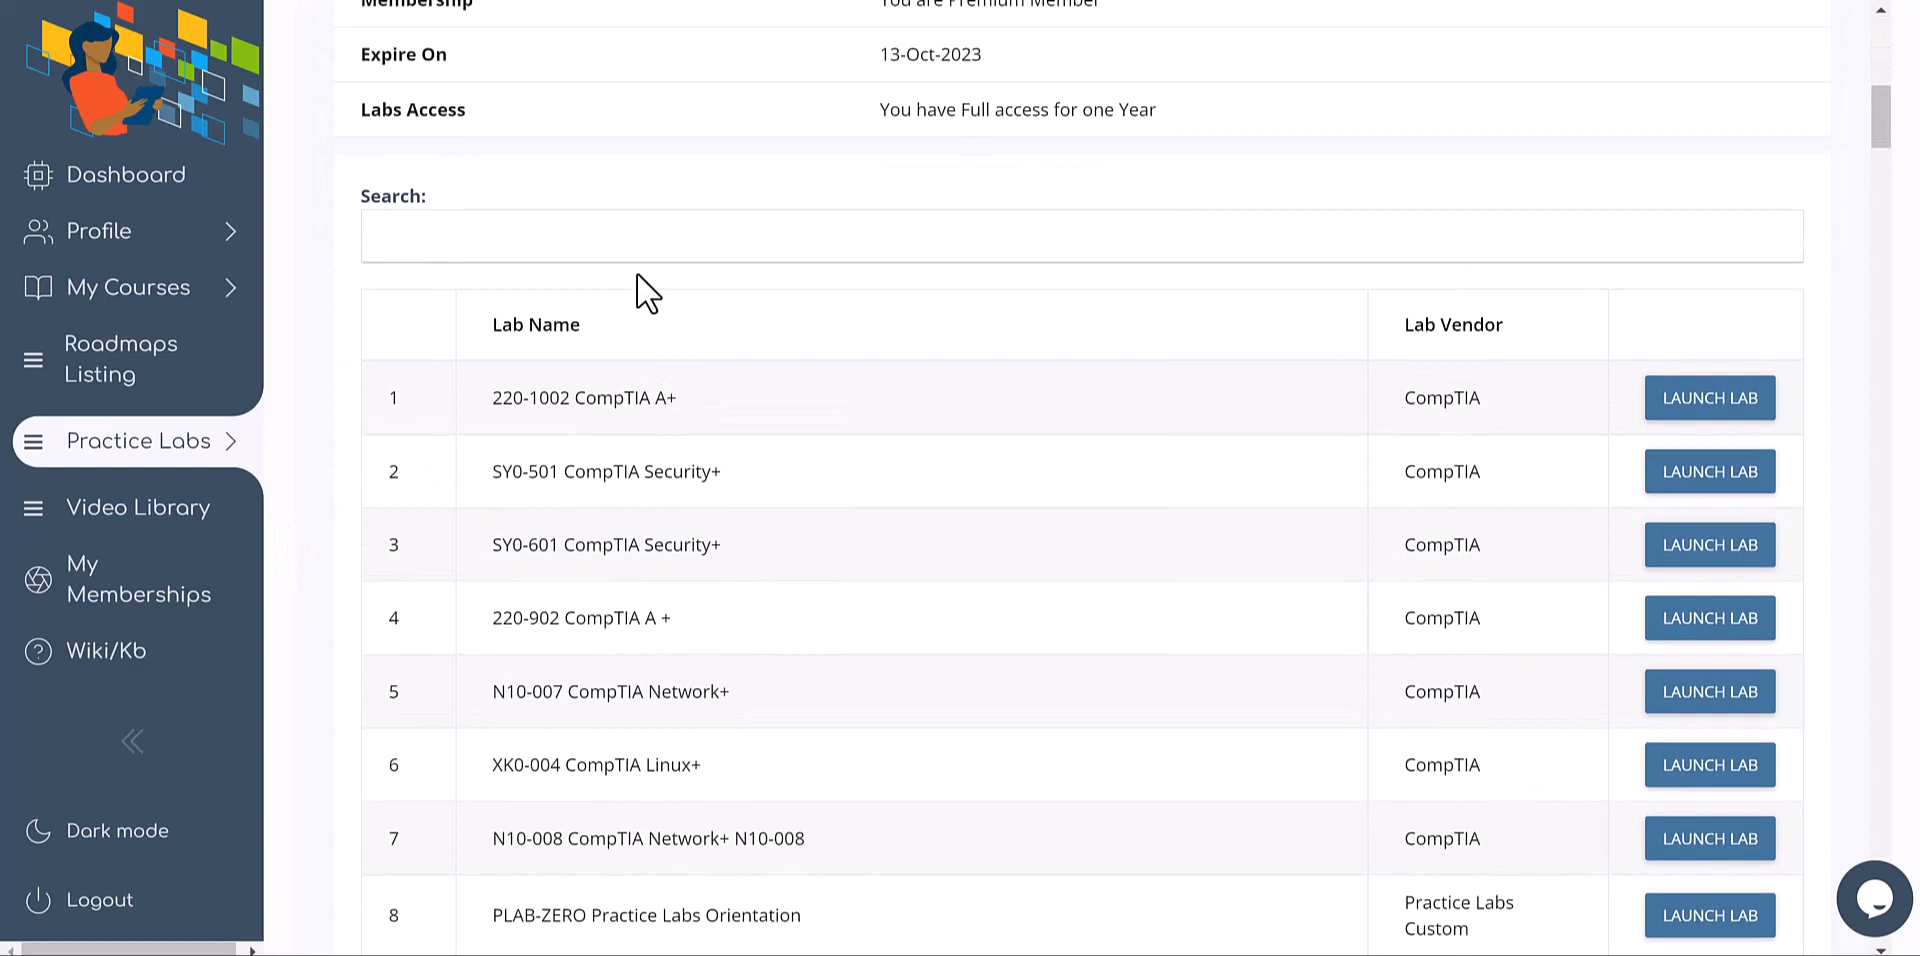 Membership You are Premium Member
Expire On 13-Oct-2023
Labs Access You have Full access for one Year
Dashboard
Profile
My Courses
Roadmaps
Listing
Practice Labs
Video Library
My
Memberships
Wiki/Kb
Dark mode
Logout
Search:
Lab Name Lab Vendor
1 220-1002 CompTIA A+ CompTIA LAUNCH LAB
2 SY0-501 CompTIA Security+ CompTIA LAUNCH LAB
3 SY0-601 CompTIA Security+ CompTIA LAUNCH LAB
4 220-902 CompTIA A + CompTIA LAUNCH LAB
5 N10-007 CompTIA Network+ CompTIA LAUNCH LAB
6 XK0-004 CompTIA Linux+ CompTIA LAUNCH LAB
7 N10-008 CompTIA Network+ N10-008 CompTIA LAUNCH LAB
8 PLAB-ZERO Practice Labs Orientation Practice Labs
Custom LAUNCH LAB